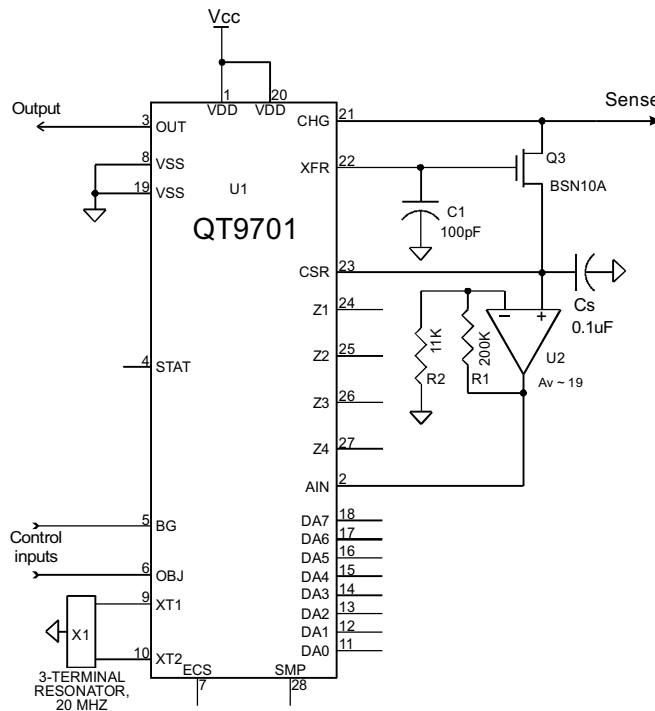 Vcc
1
20
VDD
VDD
Output
3
OUT
CHG
21
Sense
8
VSS
XFR
22
Q3
BSN10A
19
VSS
U1
C1
100pF
QT9701
CSR
23
Cs
0.1uF
Z1
24
–
+
11K
200K
U2
4
STAT
Z2
25
R2
R1
Av ~ 19
Z3
26
Z4
27
AIN
2
Control
inputs
5
BG
DA7
18
DA6
17
DA5
16
6
OBJ
DA4
15
9
XT1
DA3
14
X1
DA2
13
DA1
12
10
XT2
DA0
11
3-TERMINAL
RESONATOR,
20 MHZ
ECS
7
SMP
28